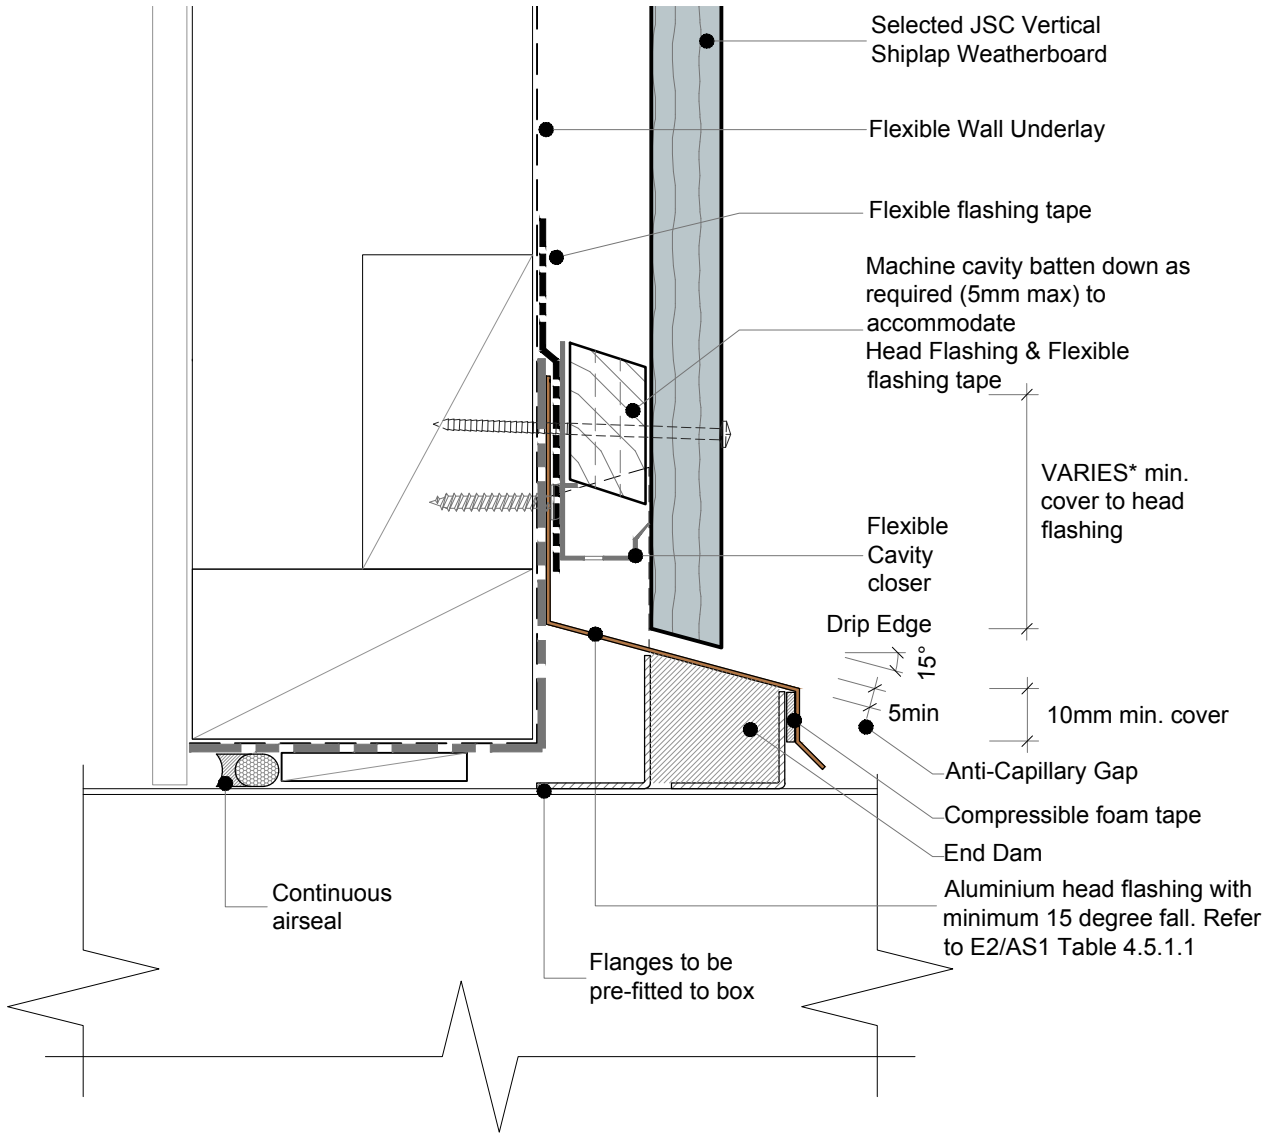 Selected JSC Vertical
Shiplap Weatherboard
Flexible Wall Underlay
Flexible flashing tape
Machine cavity batten down as
required (5mm max) to
accommodate
Head Flashing & Flexible
flashing tape
VARIES* min.
cover to head
flashing
Flexible
Cavity
closer
Drip Edge
15°
5min
10mm min. cover
Anti-Capillary Gap
Compressible foam tape
End Dam
Aluminium head flashing with
minimum 15 degree fall. Refer
to E2/AS1 Table 4.5.1.1
Continuous
airseal
Flanges to be
pre-fitted to box